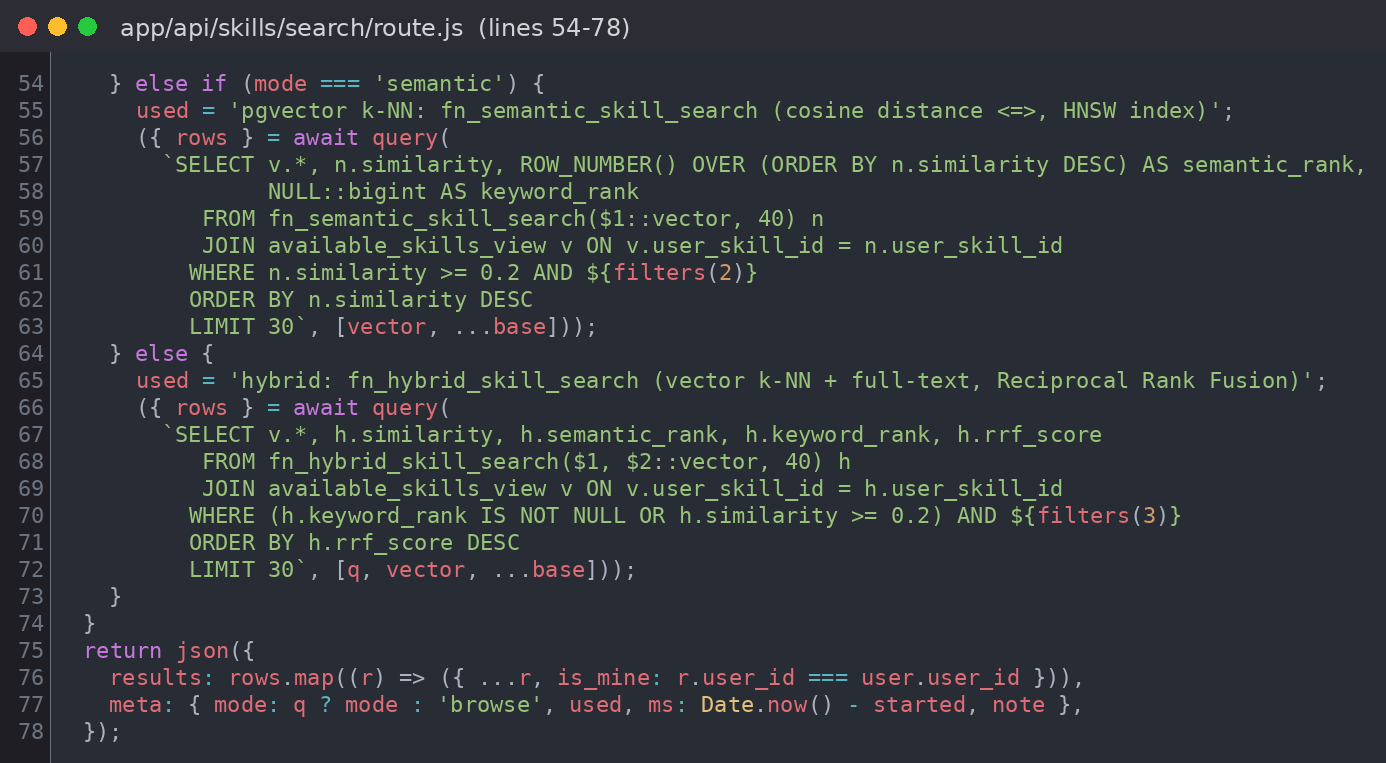 app/api/skills/search/route.js (lines 54-78)
54 } else if (mode === 'semantic') {
55 used = 'pgvector k-NN: fn_semantic_skill_search (cosine distance <=>, HNSW index)';
56 ({ rows } = await query(
57 `SELECT v.*, n.similarity, ROW_NUMBER() OVER (ORDER BY n.similarity DESC) AS semantic_rank,
58 NULL::bigint AS keyword_rank
59 FROM fn_semantic_skill_search($1::vector, 40) n
60 JOIN available_skills_view v ON v.user_skill_id = n.user_skill_id
61 WHERE n.similarity >= 0.2 AND ${filters(2)}
62 ORDER BY n.similarity DESC
63 LIMIT 30`, [vector, ...base]));
64 } else {
65 used = 'hybrid: fn_hybrid_skill_search (vector k-NN + full-text, Reciprocal Rank Fusion)';
66 ({ rows } = await query(
67 `SELECT v.*, h.similarity, h.semantic_rank, h.keyword_rank, h.rrf_score
68 FROM fn_hybrid_skill_search($1, $2::vector, 40) h
69 JOIN available_skills_view v ON v.user_skill_id = h.user_skill_id
70 WHERE (h.keyword_rank IS NOT NULL OR h.similarity >= 0.2) AND ${filters(3)}
71 ORDER BY h.rrf_score DESC
72 LIMIT 30`, [q, vector, ...base]));
73 }
74 }
75 return json({
76 results: rows.map((r) => ({ ...r, is_mine: r.user_id === user.user_id })),
77 meta: { mode: q ? mode : 'browse', used, ms: Date.now() - started, note },
78 });